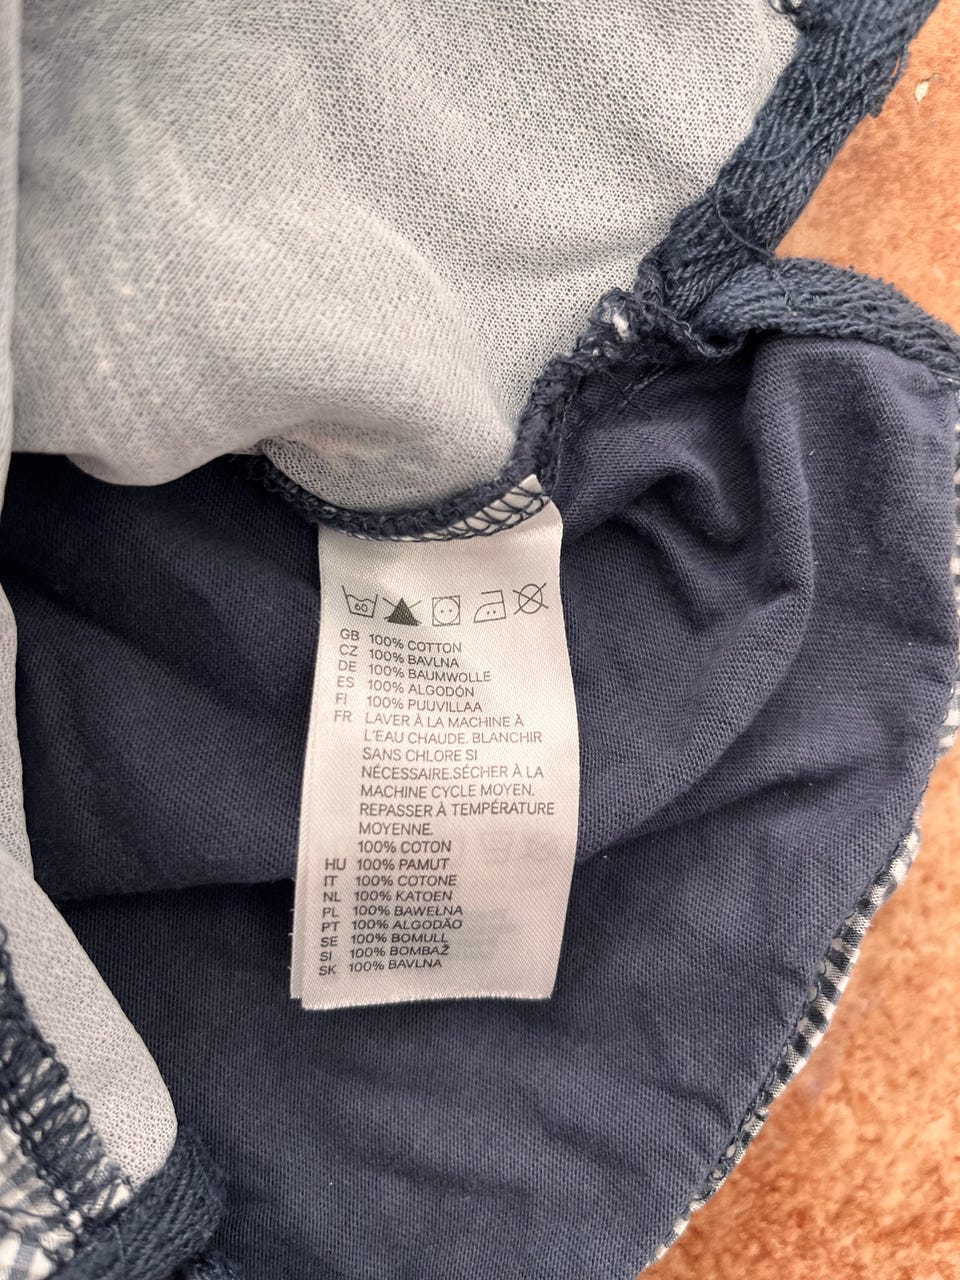 60
GB 100% COTTON
CZ 100% BAVLNA
DE 100% BAUMWOLLE
ES 100% ALGODÓN
FI 100% PUUVILLAA
FR LAVER À LA MACHINE À
L'EAU CHAUDE. BLANCHIR
SANS CHLORE SI
NÉCESSAIRE.SÉCHER À LA
MACHINE CYCLE MOYEN.
REPASSER À TEMPÉRATURE
MOYENNE.
100% COTON
HU 100% PAMUT
IT 100% COTONE
NL 100% KATOEN
PL 100% BAWEŁNA
PT 100% ALGODÃO
SE 100% BOMULL
SI 100% BOMBAŽ
SK 100% BAVLNA